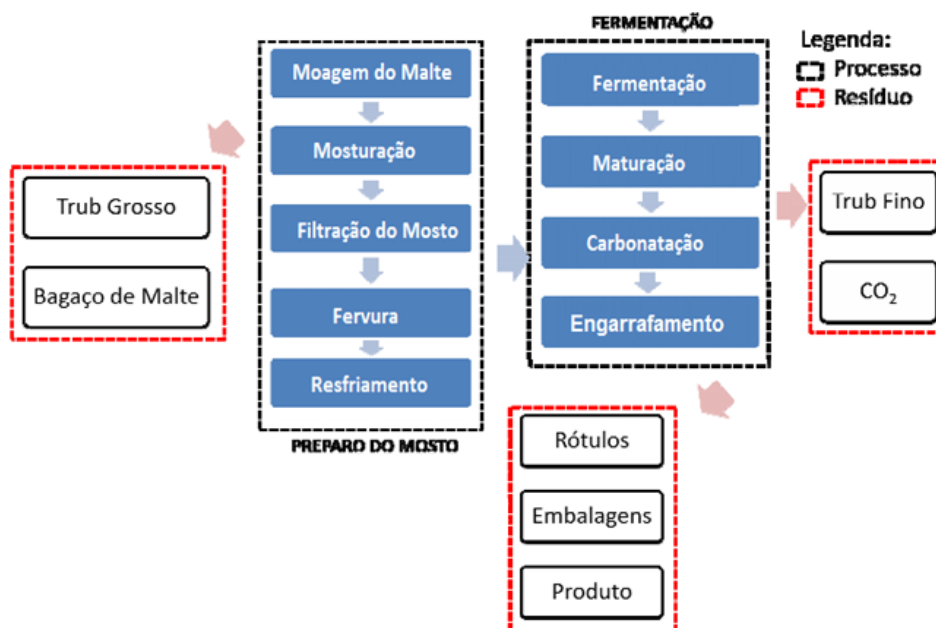 FERMENTAÇÃO
Legenda:
Processo
Resíduo
Moagem do Malte
Mosturação
Filtração do Mosto
Fervura
Resfriamento
PREPARO DO MOSTO
Fermentação
Maturação
Carbonatação
Engarrafamento
Trub Grosso
Bagaço de Malte
Trub Fino
CO₂
Rótulos
Embalagens
Produto